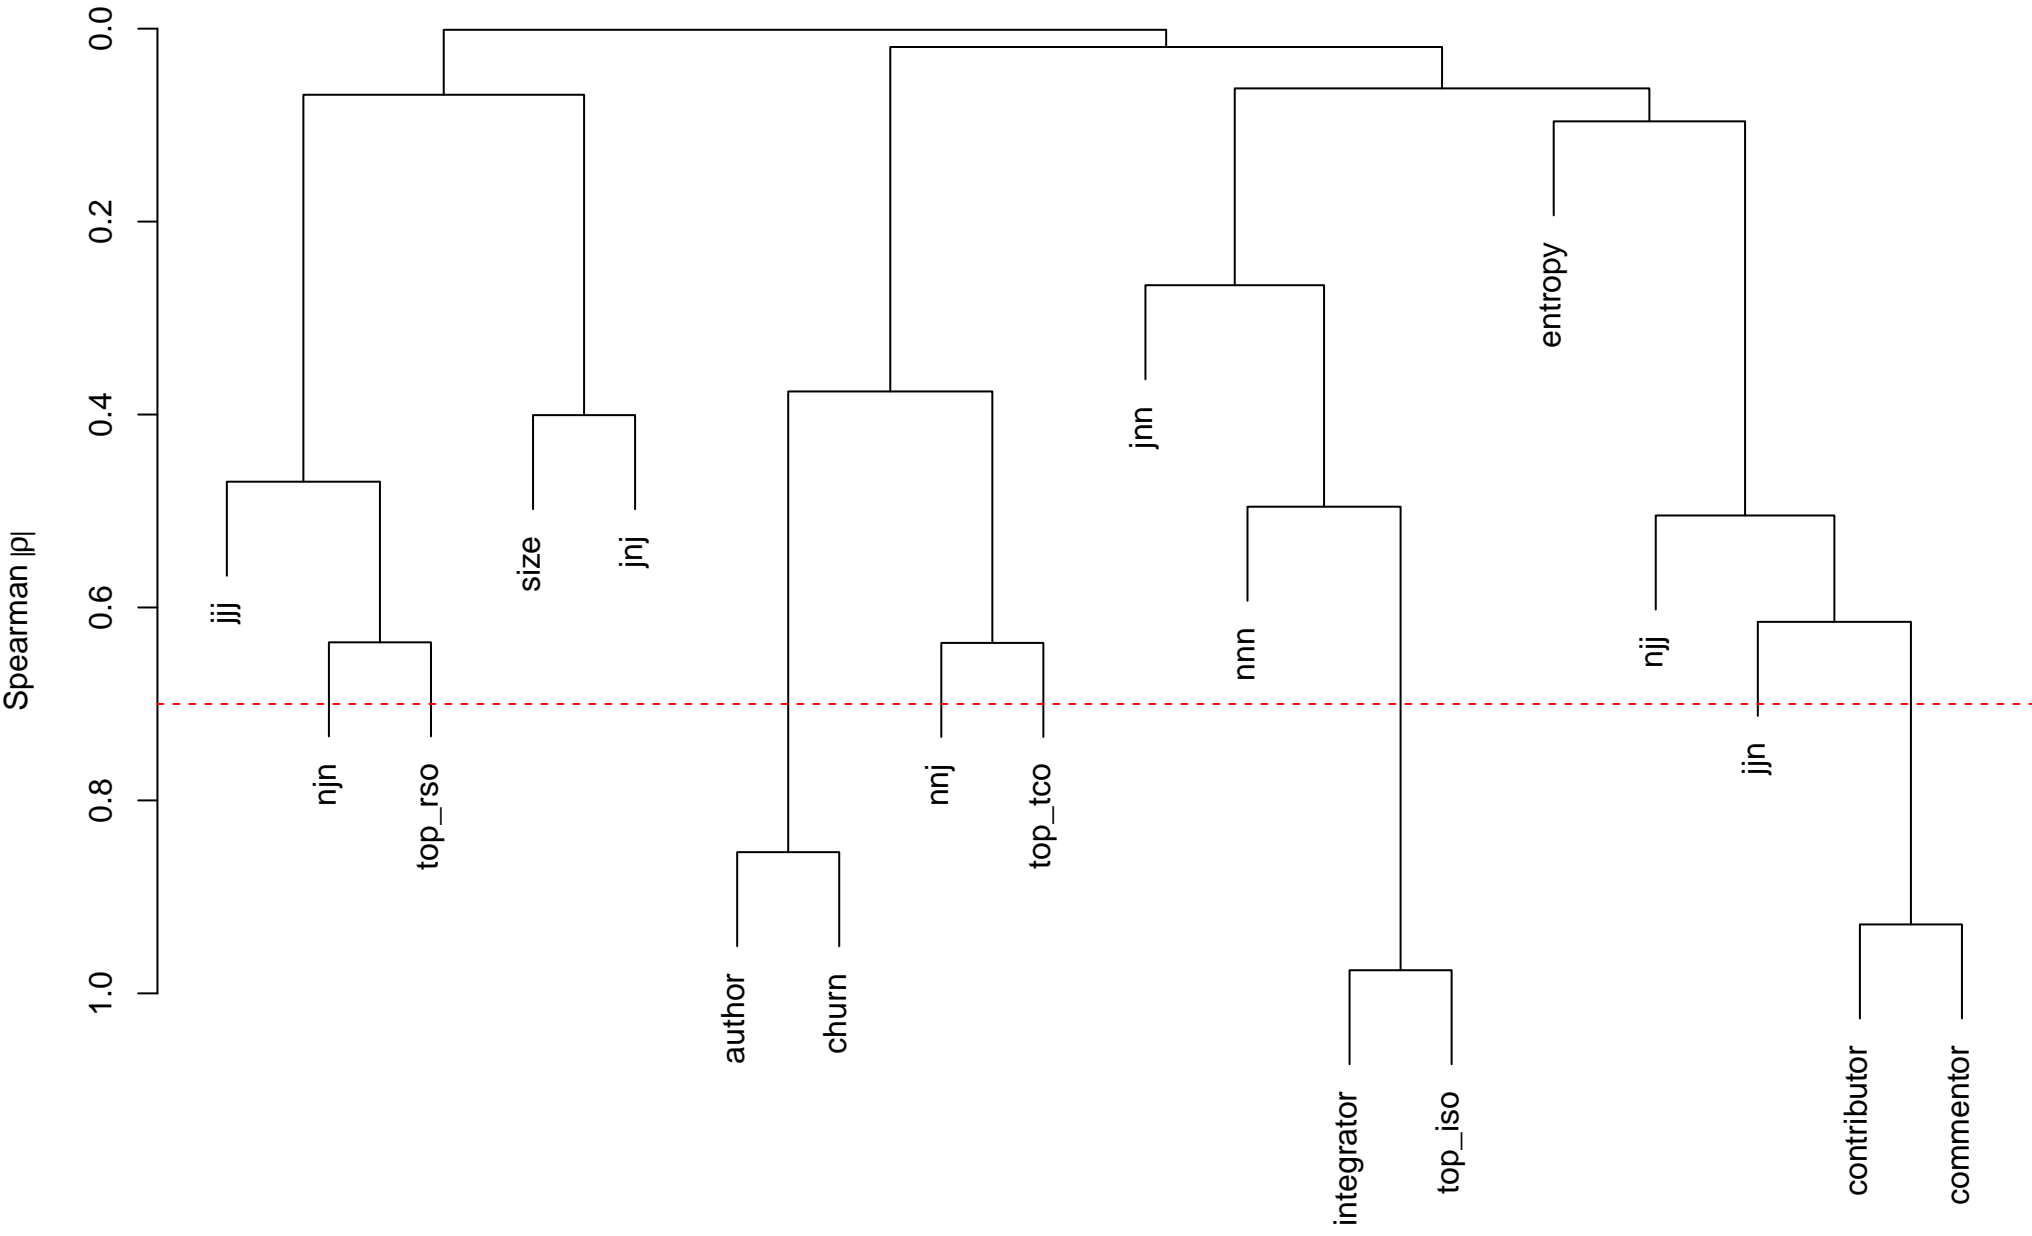 Spearman |ρ|
0.0
0.2
0.4
0.6
0.8
1.0
jjj
njn
top_rso
size
jnj
author
churn
nnj
top_tco
jnn
nnn
integrator
top_iso
entropy
njj
jjn
contributor
commentor